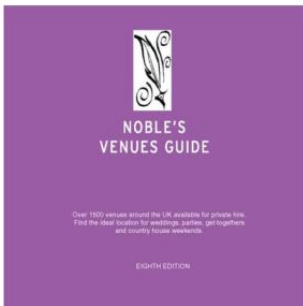 NOBLE'S
VENUES GUIDE
Over 1500 venues around the UK available for private hire.
Find the ideal location for weddings, parties, get-togethers
and country house weekends.
EIGHTH EDITION